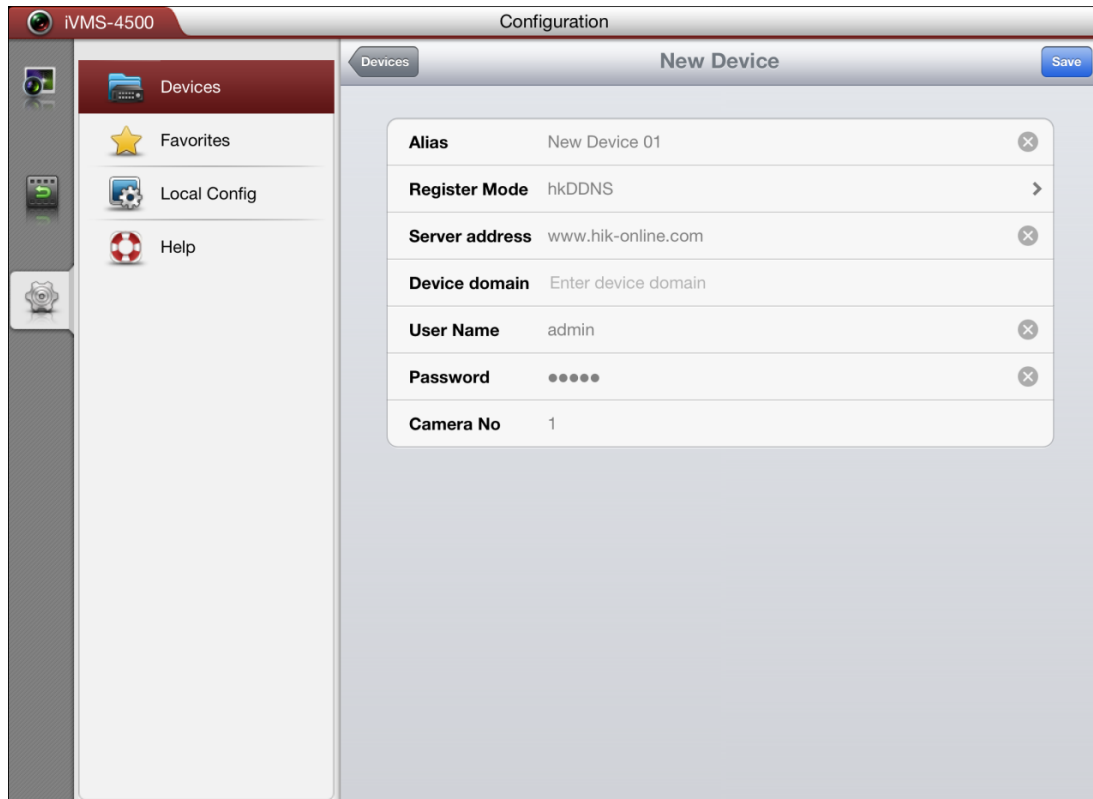 iVMS-4500
Configuration
Devices
Favorites
Local Config
Help
Devices
New Device
Save
Alias New Device 01
Register Mode hkDDNS
Server address www.hik-online.com
Device domain Enter device domain
User Name admin
Password ●●●●●
Camera No 1